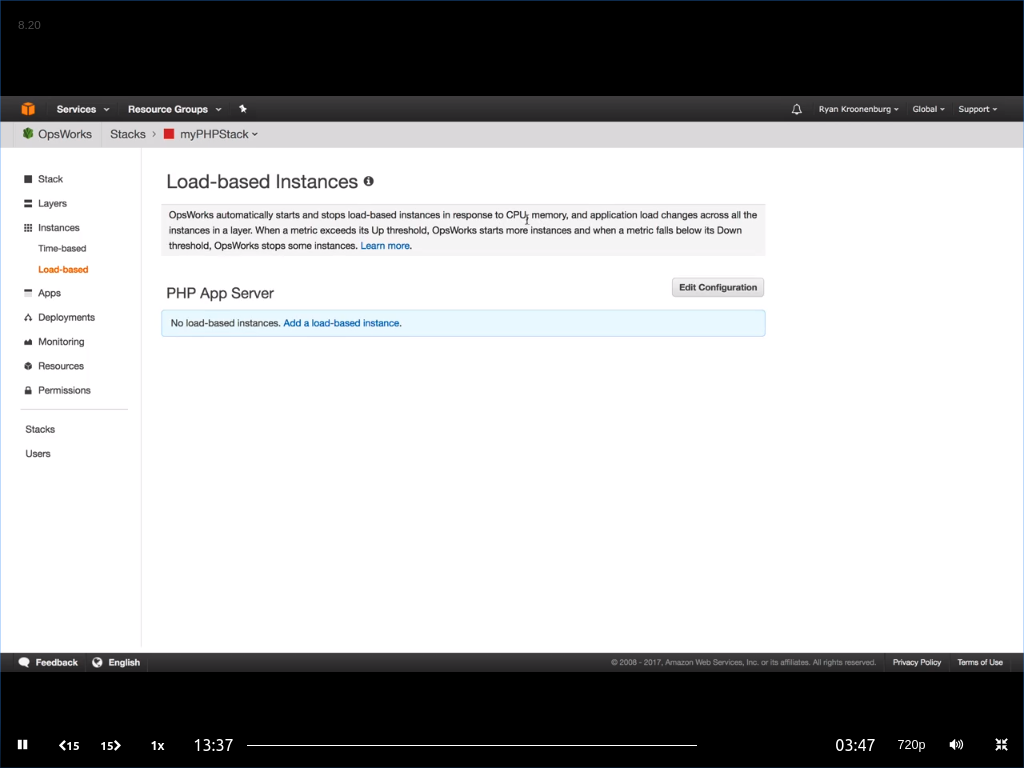 8.20
Services Resource Groups Ryan Kroonenburg Global Support
OpsWorks Stacks myPHPStack
Stack
Layers
Instances
Time-based
Load-based
Apps
Deployments
Monitoring
Resources
Permissions
Stacks
Users
Load-based Instances
OpsWorks automatically starts and stops load-based instances in response to CPU, memory, and application load changes across all the
instances in a layer. When a metric exceeds its Up threshold, OpsWorks starts more instances and when a metric falls below its Down
threshold, OpsWorks stops some instances. Learn more.
PHP App Server Edit Configuration
No load-based instances. Add a load-based instance.
Feedback English © 2008 - 2017, Amazon Web Services, Inc. or its affiliates. All rights reserved. Privacy Policy Terms of Use
15 15 1x 13:37 03:47 720p